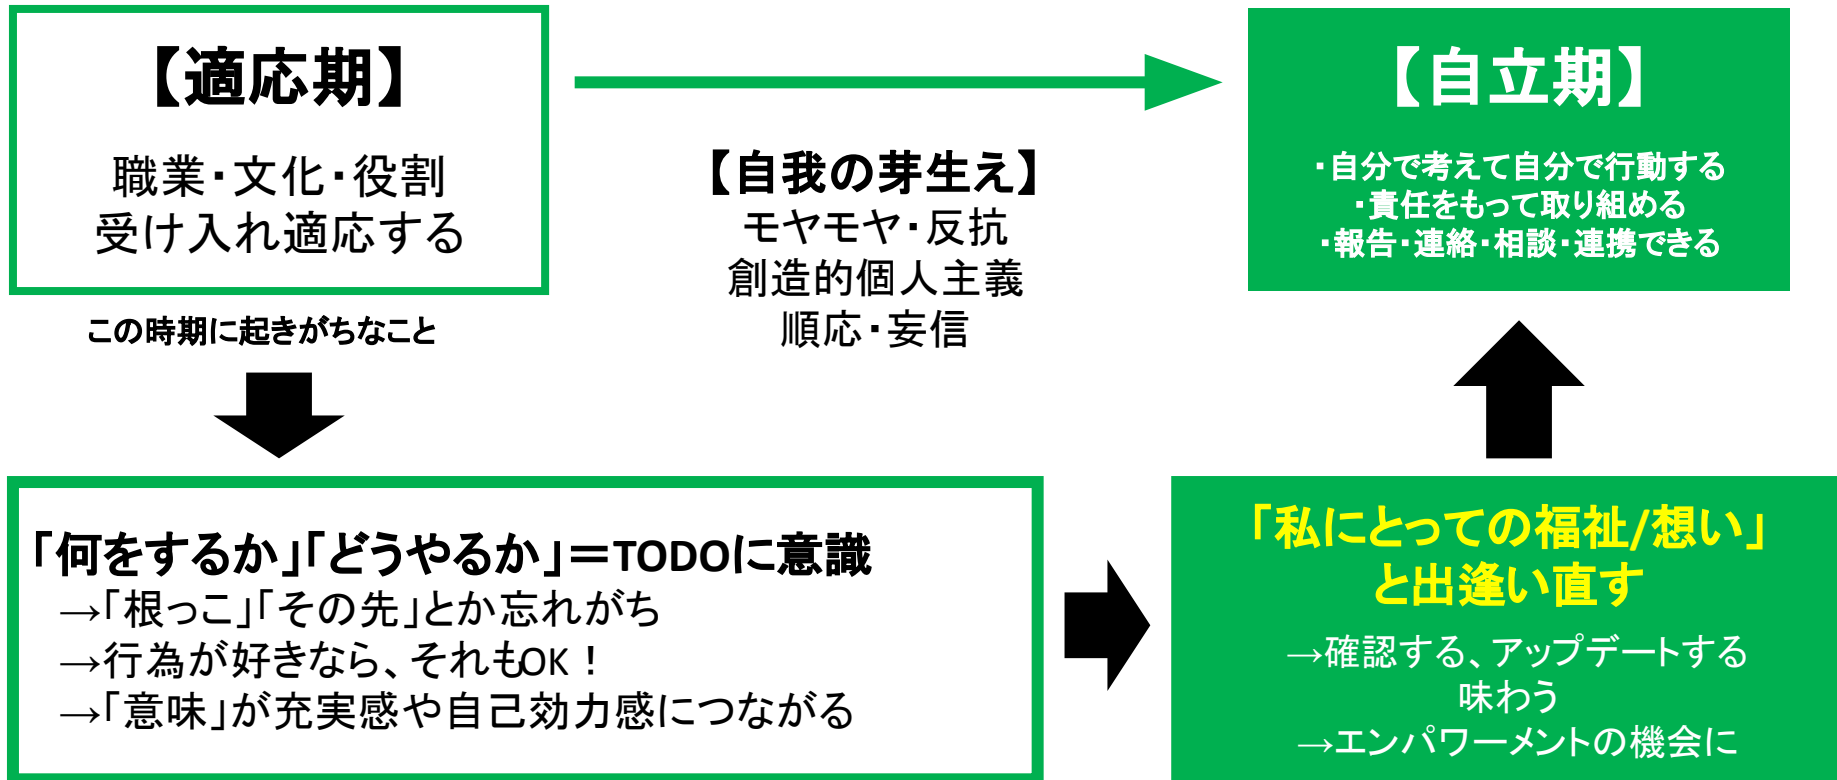 【適応期】
職業・文化・役割
受け入れ適応する
【自我の芽生え】
モヤモヤ・反抗
創造的個人主義
順応・妄信
【自立期】
・自分で考えて自分で行動する
・責任をもって取り組める
・報告・連絡・相談・連携できる
この時期に起きがちなこと
「何をするか」「どうやるか」＝TODOに意識
→「根っこ」「その先」とか忘れがち
→行為が好きなら、それもOK！
→「意味」が充実感や自己効力感につながる
「私にとっての福祉/想い」
と出逢い直す
→確認する、アップデートする
味わう
→エンパワーメントの機会に